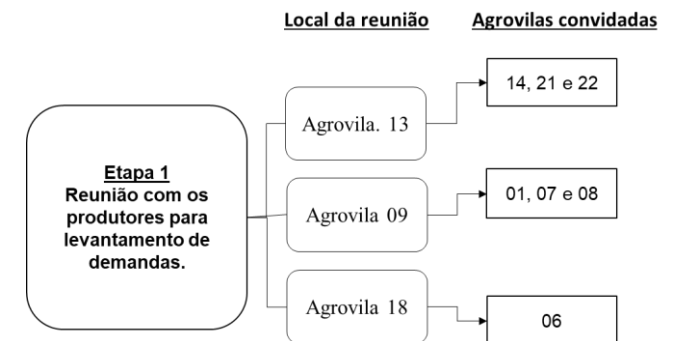 Local da reunião
Agrovilas convidadas
Etapa 1
Reunião com os
produtores para
levantamento de
demandas.
Agrovila. 13
14, 21 e 22
Agrovila 09
01, 07 e 08
Agrovila 18
06